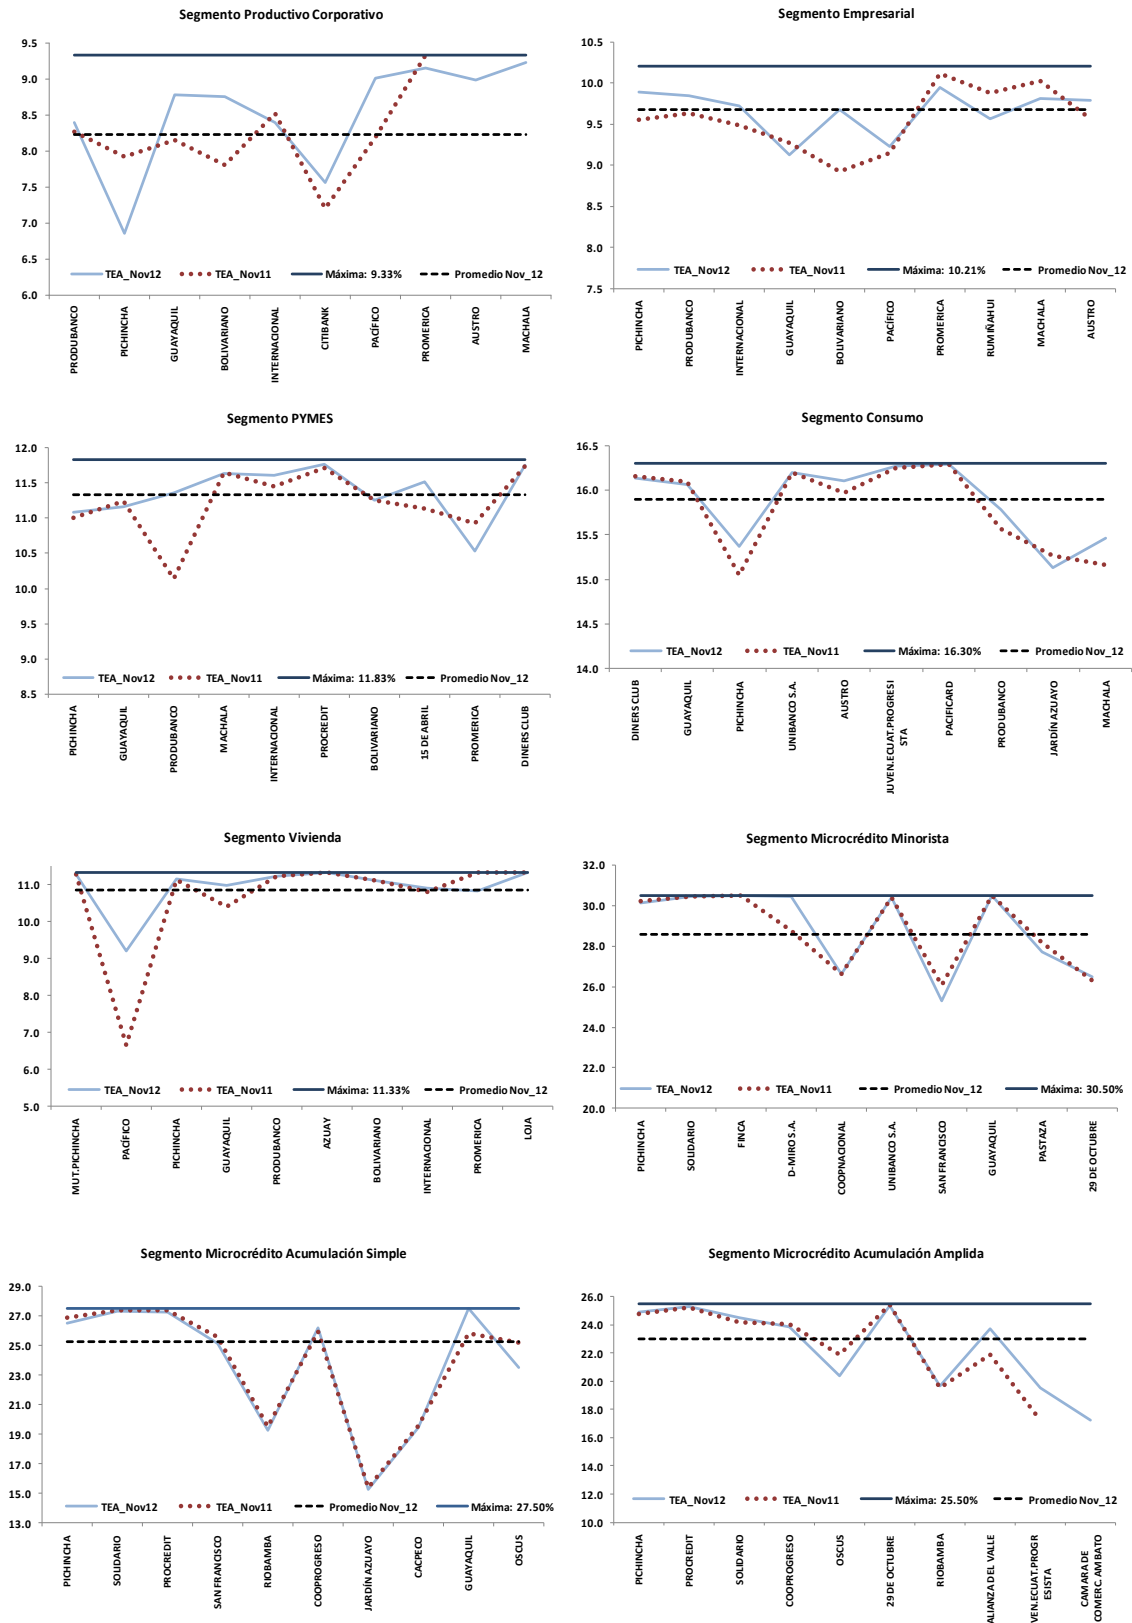 Segmento Productivo Corporativo
9.5
9.0
8.5
8.0
7.5
7.0
6.5
6.0
TEA_Nov12 TEA_Nov11 Máxima: 9.33% Promedio Nov_12
PRODUBANCO
PICHINCHA
GUAYAQUIL
BOLIVARIANO
INTERNACIONAL
CITIBANK
PACÍFICO
PROMERICA
AUSTRO
MACHALA
Segmento Empresarial
10.5
10.0
9.5
9.0
8.5
8.0
7.5
TEA_Nov12 TEA_Nov11 Máxima: 10.21% Promedio Nov_12
PICHINCHA
PRODUBANCO
INTERNACIONAL
GUAYAQUIL
BOLIVARIANO
PACÍFICO
PROMERICA
RUMIÑAHUI
MACHALA
AUSTRO
Segmento PYMES
12.0
11.5
11.0
10.5
10.0
9.5
9.0
8.5
TEA_Nov12 TEA_Nov11 Máxima: 11.83% Promedio Nov_12
PICHINCHA
GUAYAQUIL
PRODUBANCO
MACHALA
INTERNACIONAL
PROCREDIT
BOLIVARIANO
15 DE ABRIL
PROMERICA
DINERS CLUB
Segmento Consumo
16.5
16.0
15.5
15.0
14.5
14.0
TEA_Nov12 TEA_Nov11 Máxima: 16.30% Promedio Nov_12
DINERS CLUB
GUAYAQUIL
PICHINCHA
UNIBANCO S.A.
AUSTRO
JUVEN.ECUAT.PROGRESI
STA
PACIFICARD
PRODUBANCO
JARDÍN AZUAYO
MACHALA
Segmento Vivienda
11.0
10.0
9.0
8.0
7.0
6.0
5.0
TEA_Nov12 TEA_Nov11 Máxima: 11.33% Promedio Nov_12
MUT.PICHINCHA
PACÍFICO
PICHINCHA
GUAYAQUIL
PRODUBANCO
AZUAY
BOLIVARIANO
INTERNACIONAL
PROMERICA
LOJA
Segmento Microcrédito Minorista
32.0
30.0
28.0
26.0
24.0
22.0
20.0
TEA_Nov12 TEA_Nov11 Promedio Nov_12 Máxima: 30.50%
PICHINCHA
SOLIDARIO
FINCA
D-MIRO S.A.
COOPNACIONAL
UNIBANCO S.A.
SAN FRANCISCO
GUAYAQUIL
PASTAZA
29 DE OCTUBRE
Segmento Microcrédito Acumulación Simple
29.0
27.0
25.0
23.0
21.0
19.0
17.0
15.0
13.0
TEA_Nov12 TEA_Nov11 Promedio Nov_12 Máxima: 27.50%
PICHINCHA
SOLIDARIO
PROCREDIT
SAN FRANCISCO
RIOBAMBA
COOPROGRESO
JARDÍN AZUAYO
CACPECO
GUAYAQUIL
OSCUS
Segmento Microcrédito Acumulación Amplida
26.0
24.0
22.0
20.0
18.0
16.0
14.0
12.0
10.0
TEA_Nov12 TEA_Nov11 Máxima: 25.50% Promedio Nov_12
PICHINCHA
PROCREDIT
SOLIDARIO
COOPROGRESO
OSCUS
29 DE OCTUBRE
RIOBAMBA
ALIANZA DEL VALLE
VEN.ECUAT.PROGR
ESISTA
CAMARA DE
COMERC. AMBATO